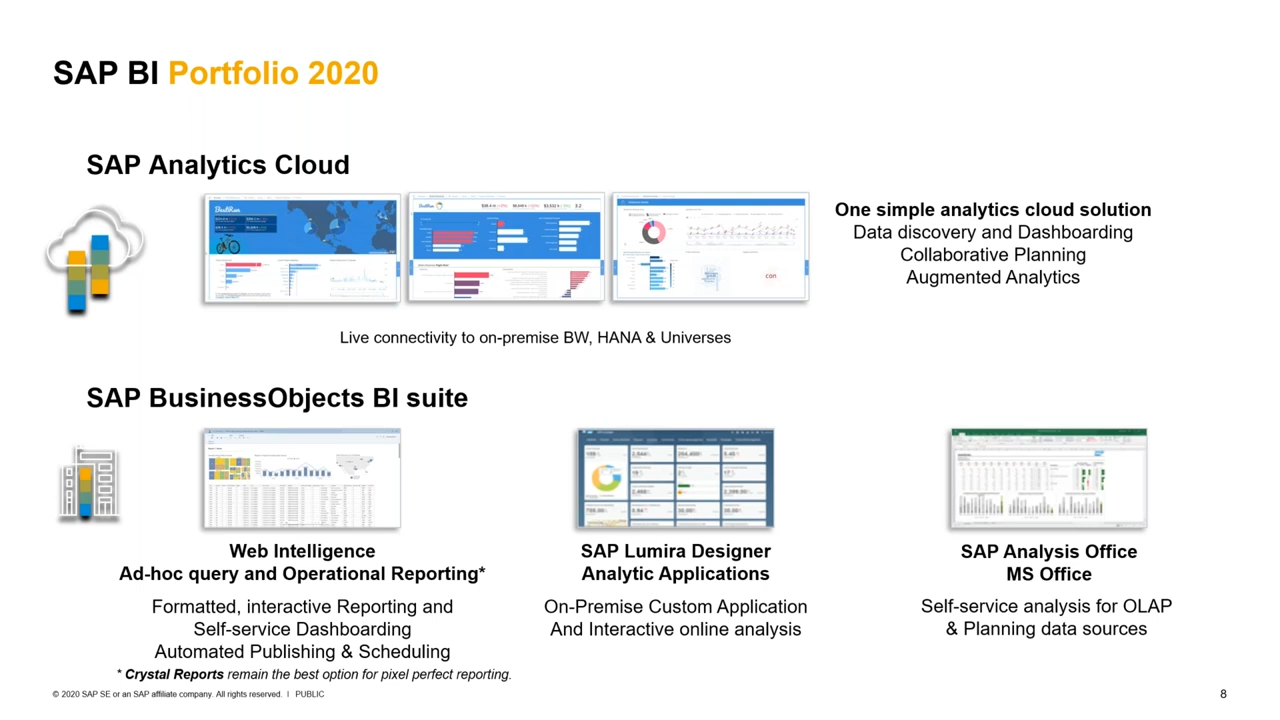 SAP BI Portfolio 2020
SAP Analytics Cloud
One simple analytics cloud solution
Data discovery and Dashboarding
Collaborative Planning
Augmented Analytics
Live connectivity to on-premise BW, HANA & Universes
SAP BusinessObjects BI suite
Web Intelligence
Ad-hoc query and Operational Reporting*
Formatted, interactive Reporting and
Self-service Dashboarding
Automated Publishing & Scheduling
* Crystal Reports remain the best option for pixel perfect reporting.
SAP Lumira Designer
Analytic Applications
On-Premise Custom Application
And Interactive online analysis
SAP Analysis Office
MS Office
Self-service analysis for OLAP
& Planning data sources
© 2020 SAP SE or an SAP affiliate company. All rights reserved. I PUBLIC
8